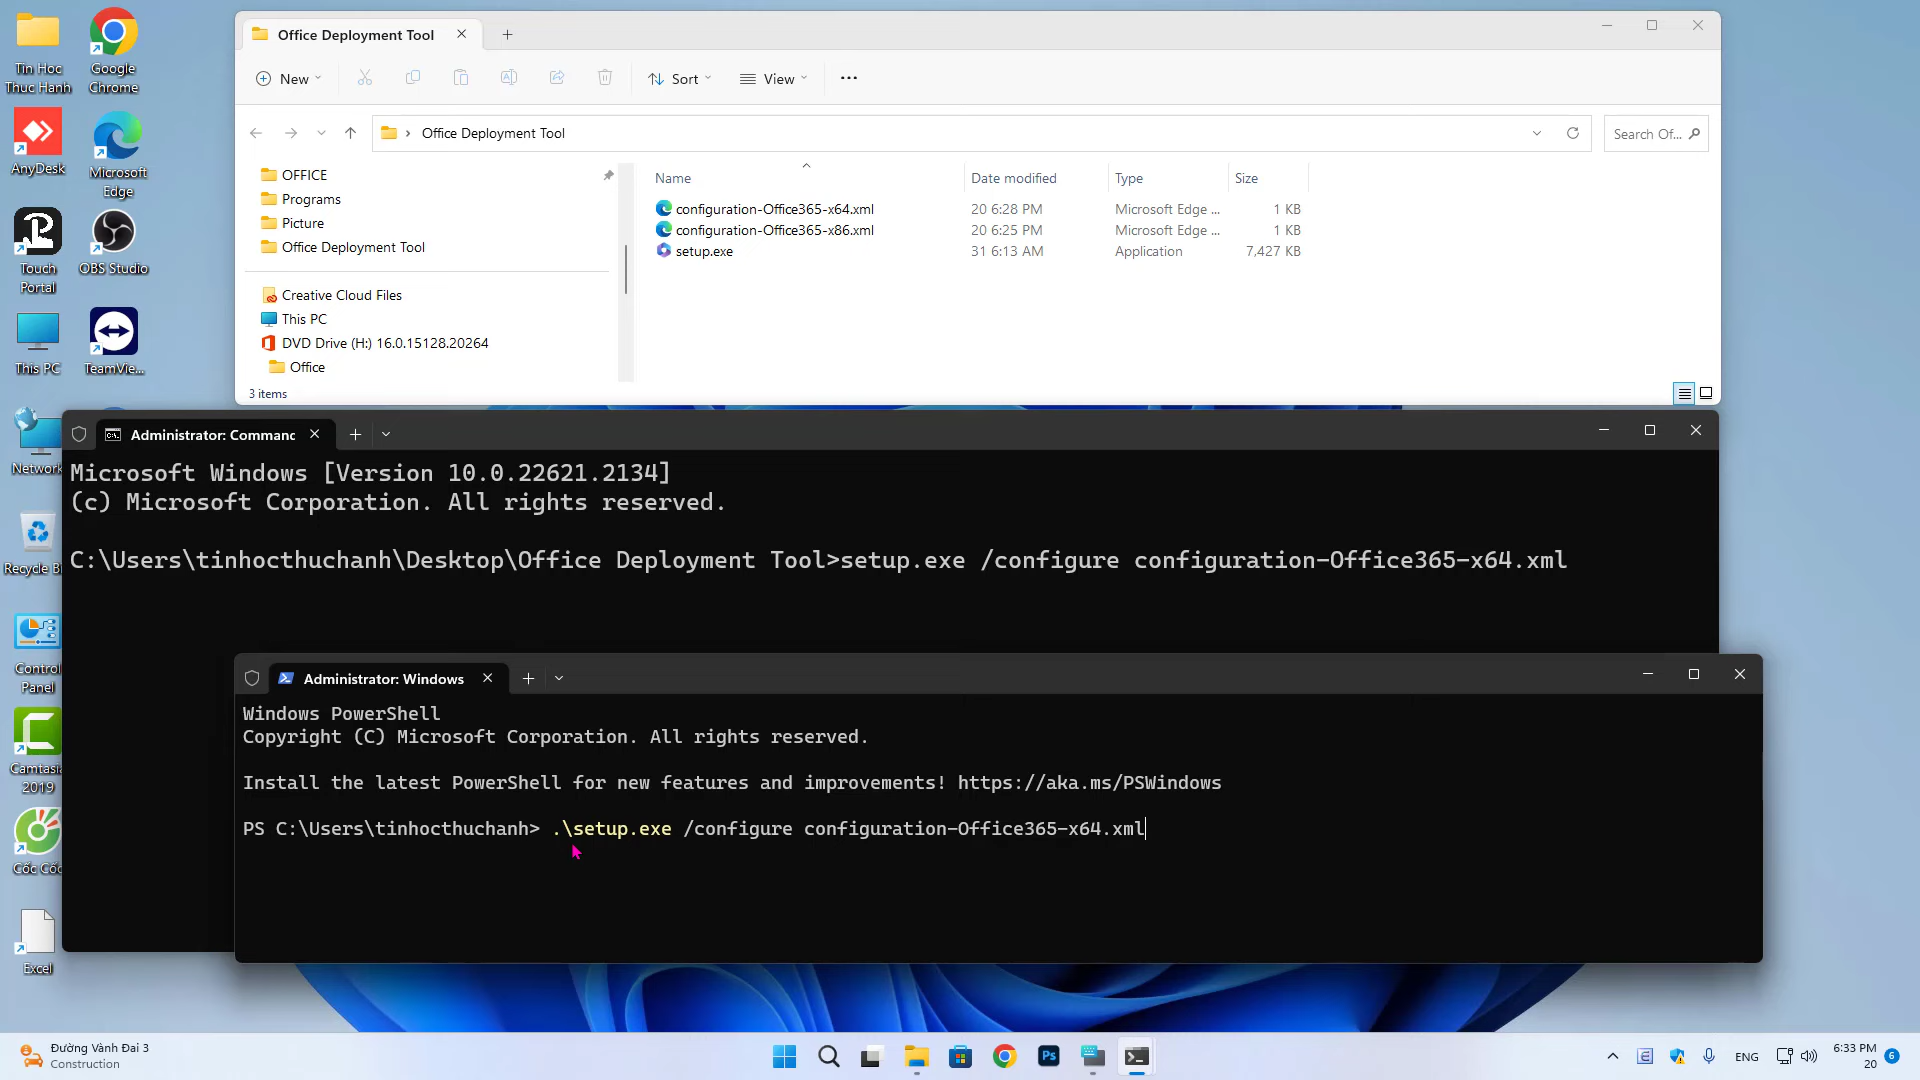 Tin Hoc
Thuc Hanh
Google
Chrome
AnyDesk
Microsoft
Edge
Touch
Portal
OBS Studio
This PC
TeamVie...
Network
Recycle B
Control
Panel
Camtasia
2019
Cốc Cốc
Excel
Office Deployment Tool
New
Sort
View
Office Deployment Tool
Search Of...
OFFICE
Programs
Picture
Office Deployment Tool
Creative Cloud Files
This PC
DVD Drive (H:) 16.0.15128.20264
Office
Name Date modified Type Size
configuration-Office365-x64.xml 20 6:28 PM Microsoft Edge ... 1 KB
configuration-Office365-x86.xml 20 6:25 PM Microsoft Edge ... 1 KB
setup.exe 31 6:13 AM Application 7,427 KB
3 items
Administrator: Command
Microsoft Windows [Version 10.0.22621.2134]
(c) Microsoft Corporation. All rights reserved.
C:\Users\tinhocthuchanh\Desktop\Office Deployment Tool>setup.exe /configure configuration-Office365-x64.xml
Administrator: Windows
Windows PowerShell
Copyright (C) Microsoft Corporation. All rights reserved.
Install the latest PowerShell for new features and improvements! https://aka.ms/PSWindows
PS C:\Users\tinhocthuchanh> .\setup.exe /configure configuration-Office365-x64.xml
Đường Vành Đai 3
Construction
Ps
ENG
6:33 PM
20
6